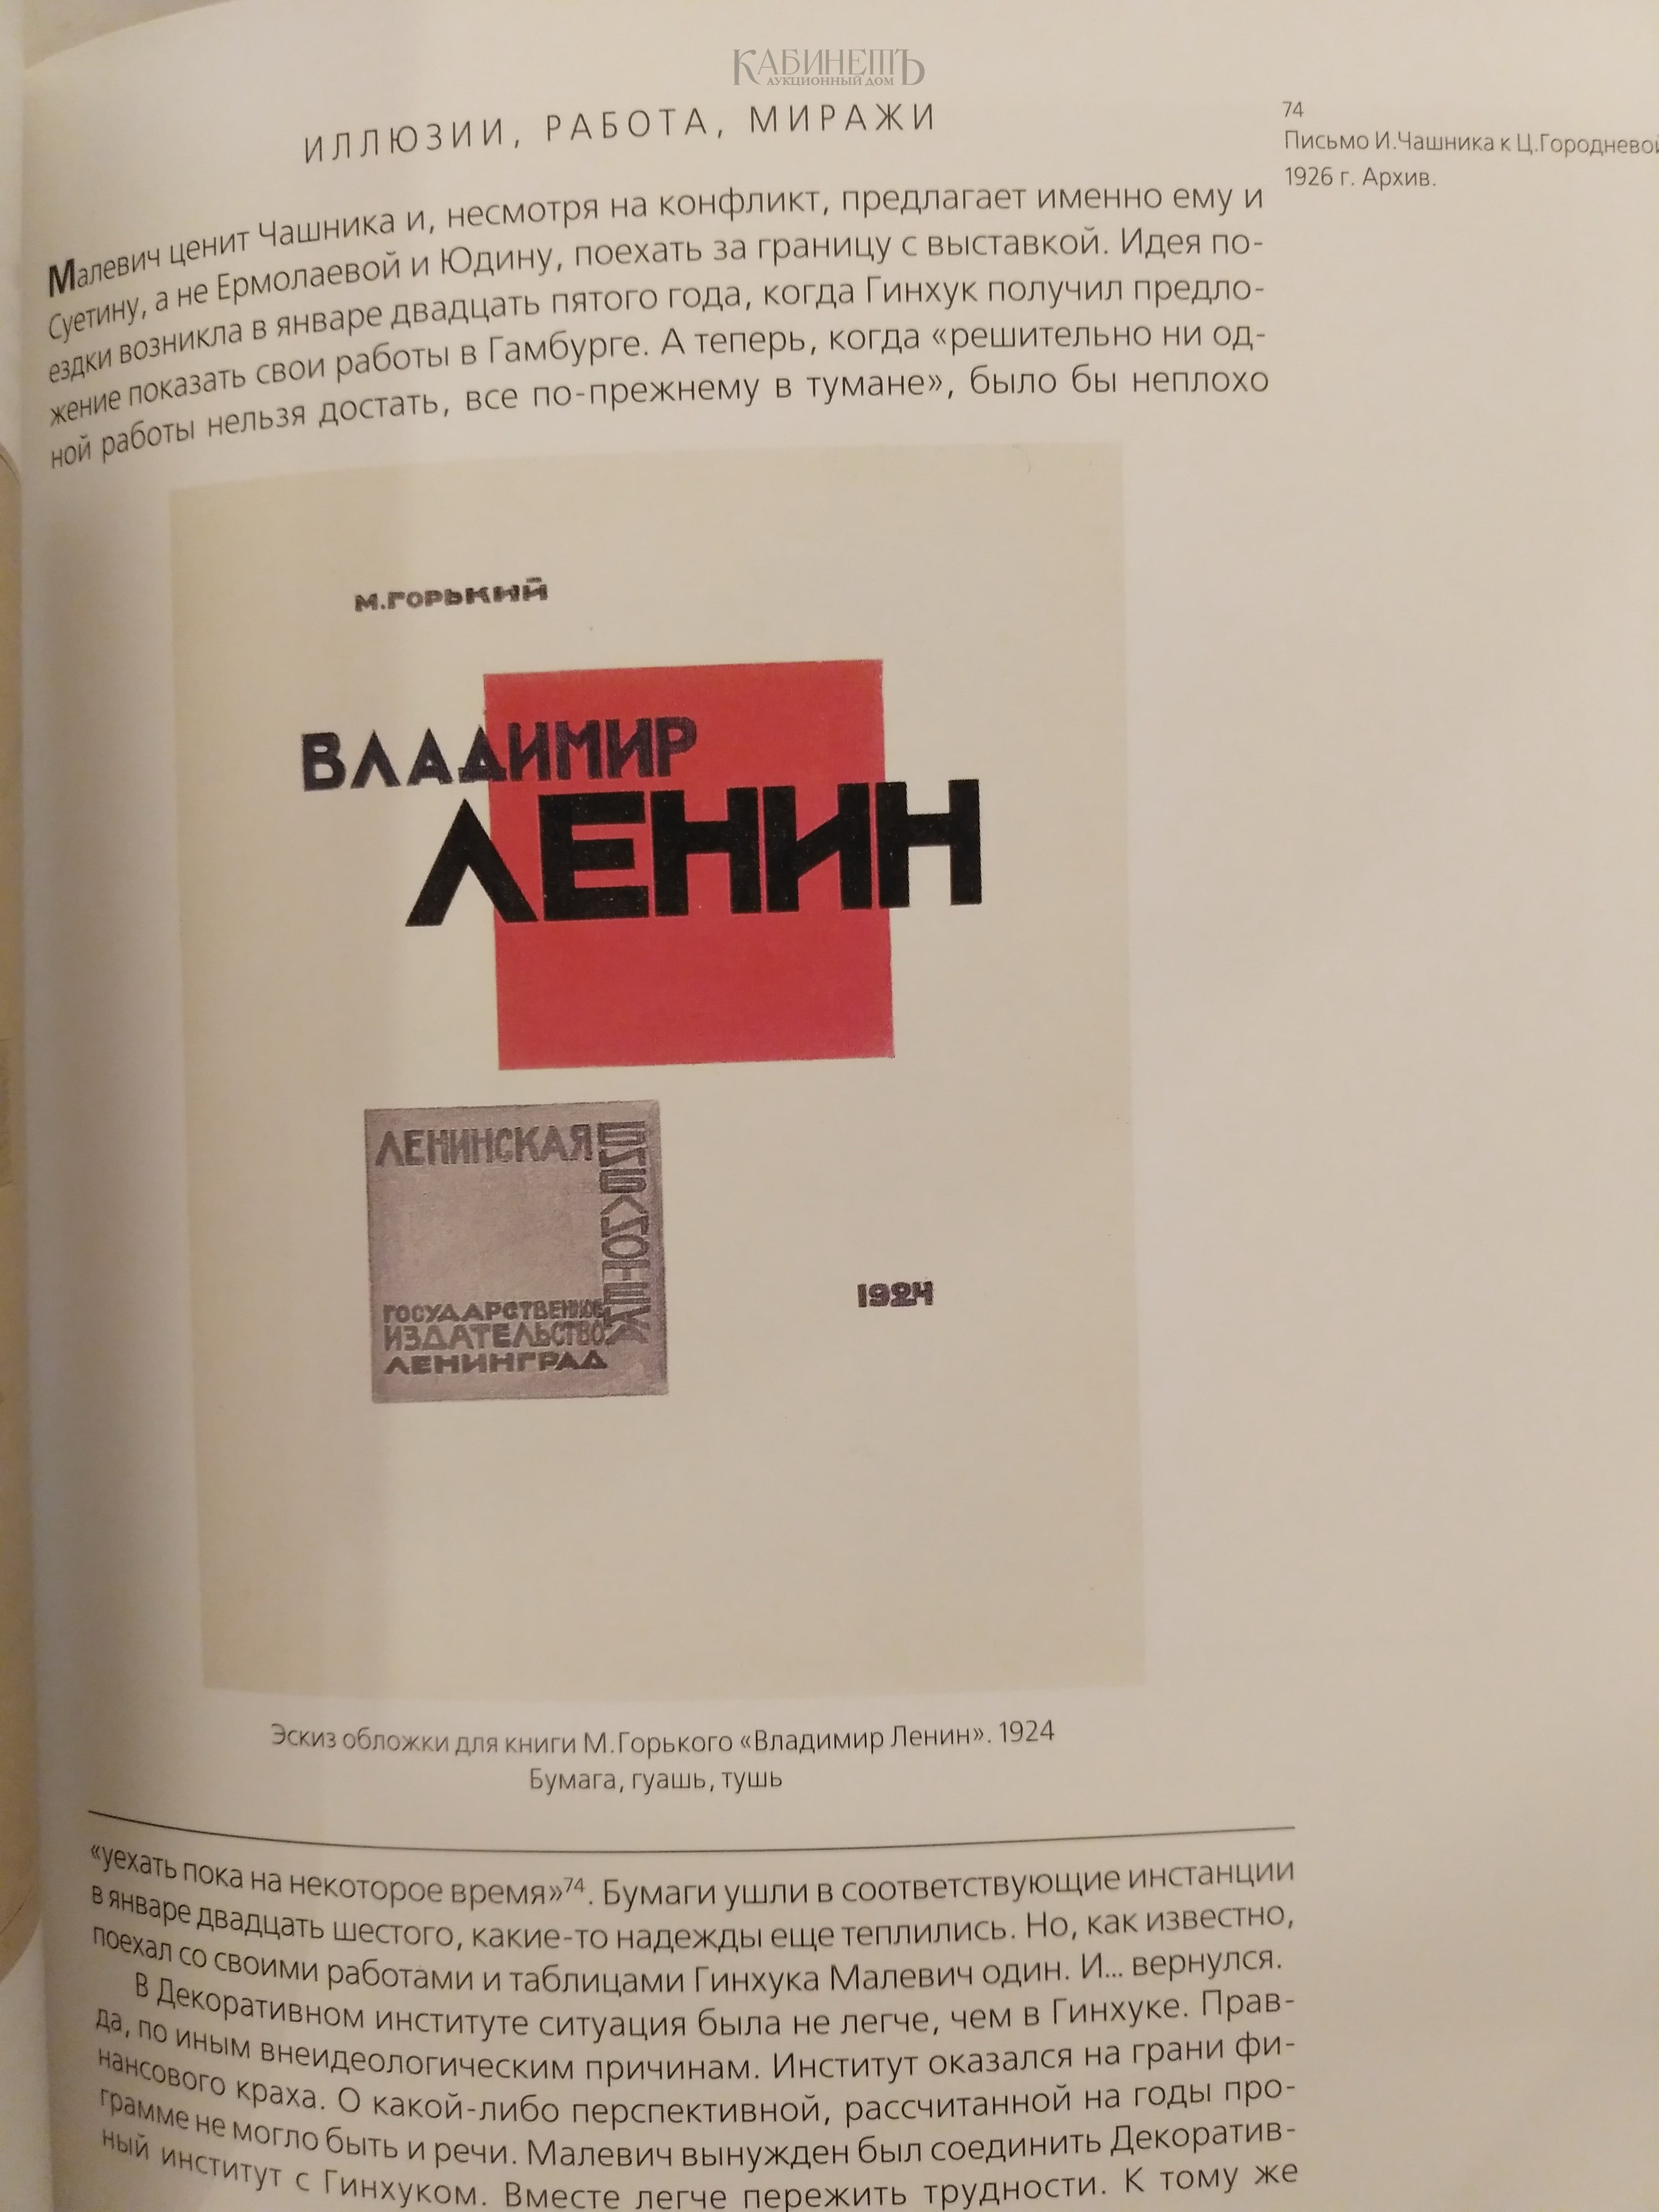 КАБИНЕТЪ
АУКЦИОННЫЙ ДОМ
ИЛЛЮЗИИ, РАБОТА, МИРАЖИ
74
Письмо И.Чашника к Ц.Городневой
1926 г. Архив.
Малевич ценит Чашника и, несмотря на конфликт, предлагает именно ему и
Суетину, а не Ермолаевой и Юдину, поехать за границу с выставкой. Идея по-
ездки возникла в январе двадцать пятого года, когда Гинхук получил предло-
жение показать свои работы в Гамбурге. А теперь, когда «решительно ни од-
ной работы нельзя достать, все по-прежнему в тумане», было бы неплохо
М.ГОРЬКИЙ
ВЛАДИМИР
ЛЕНИН
ЛЕНИНСКАЯ
БИБЛИОТЕКА
ГОСУДАРСТВЕННОЕ
ИЗДАТЕЛЬСТВО
ЛЕНИНГРАД
1924
Эскиз обложки для книги М.Горького «Владимир Ленин». 1924
Бумага, гуашь, тушь
«уехать пока на некоторое время»74. Бумаги ушли в соответствующие инстанции
в январе двадцать шестого, какие-то надежды еще теплились. Но, как известно,
поехал со своими работами и таблицами Гинхука Малевич один. И... вернулся.
В Декоративном институте ситуация была не легче, чем в Гинхуке. Прав-
да, по иным внеидеологическим причинам. Институт оказался на грани фи-
нансового краха. О какой-либо перспективной, рассчитанной на годы про-
грамме не могло быть и речи. Малевич вынужден был соединить Декоратив-
ный институт с Гинхуком. Вместе легче пережить трудности. К тому же